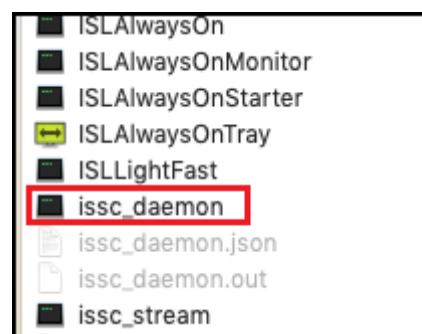 ISLAlwaysOn
ISLAlwaysOnMonitor
ISLAlwaysOnStarter
ISLAlwaysOnTray
ISLLightFast
issc_daemon
issc_daemon.json
issc_daemon.out
issc_stream